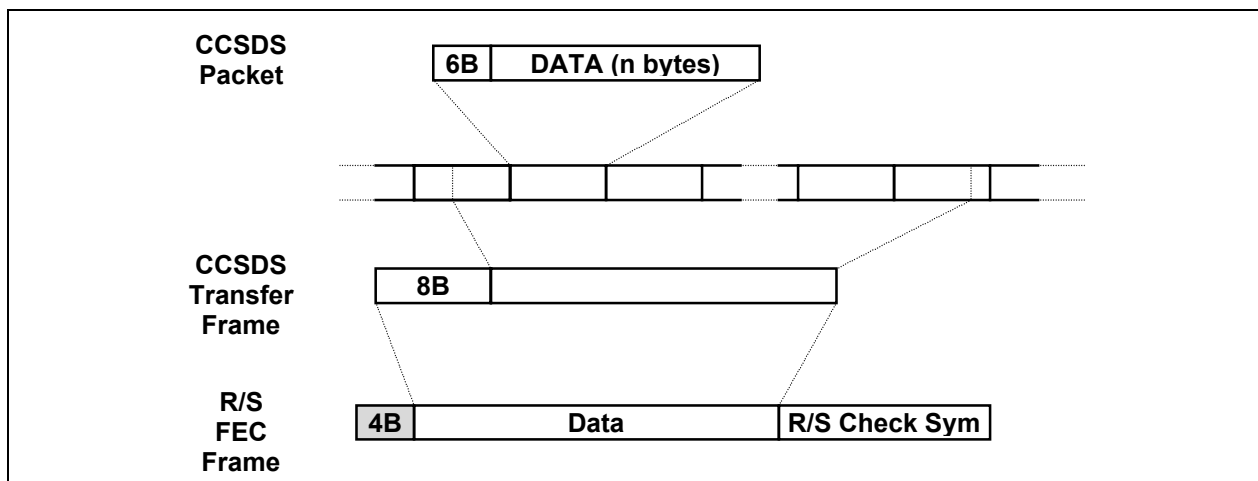 CCSDS
Packet
6B
DATA (n bytes)
CCSDS
Transfer
Frame
8B
R/S
FEC
Frame
4B
Data
R/S Check Sym